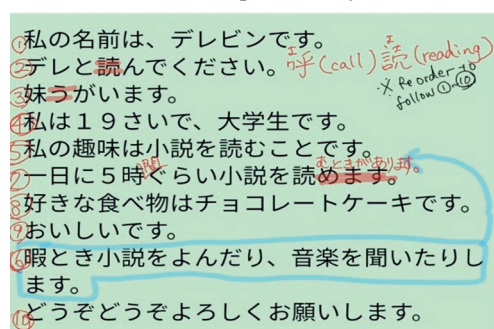 ①私の名前は、デレビンです。
②デレと読んでください。呼(call) 読(reading)
※Reorder to follow ①~⑩
③妹うがいます。
④私は１９さいで、大学生です。
⑤私の趣味は小説を読むことです。
間
むときがあります。
⑦一日に５時ぐらい小説を読めます。
⑧好きな食べ物はチョコレートケーキです。
⑨おいしいです。
⑥暇とき小説をよんだり、音楽を聞いたりし
ます。
⑩どうぞどうぞよろしくお願いします。